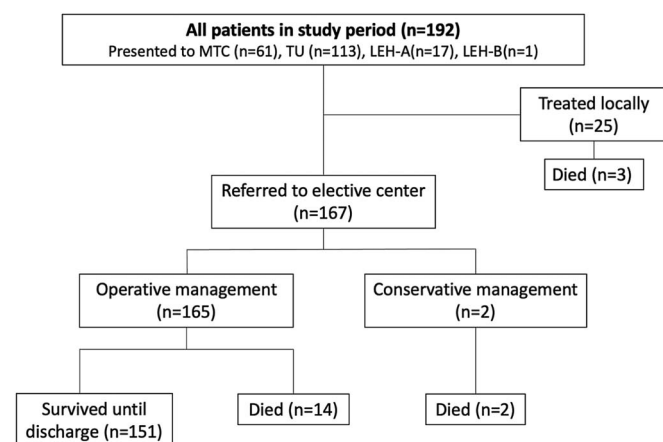 All patients in study period (n=192)
Presented to MTC (n=61), TU (n=113), LEH-A(n=17), LEH-B(n=1)
Treated locally
(n=25)
Died (n=3)
Referred to elective center
(n=167)
Operative management
(n=165)
Conservative management
(n=2)
Survived until
discharge (n=151)
Died (n=14)
Died (n=2)